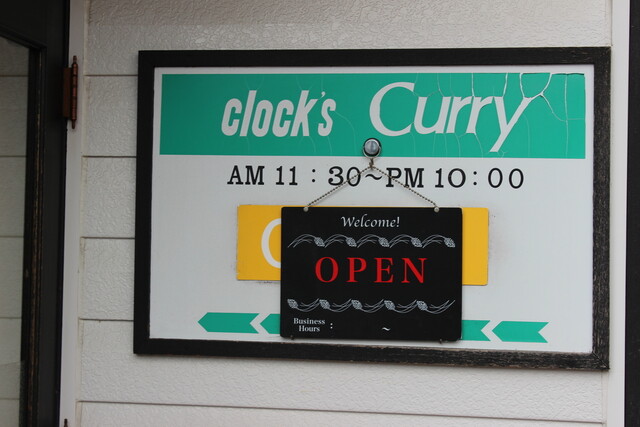 clock's Curry
AM 11 : 30~PM 10:00
Welcome!
OPEN
Business Hours : ~